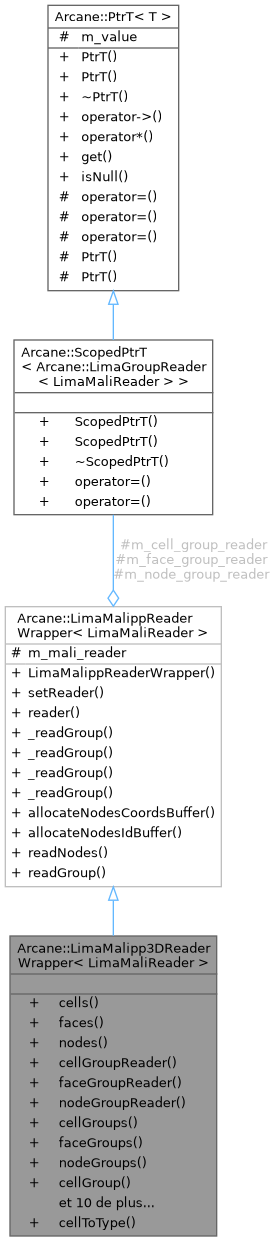 Arcane::PtrT< T >
# m_value
+ PtrT()
+ PtrT()
+ ~PtrT()
+ operator->()
+ operator*()
+ get()
+ isNull()
# operator=()
# operator=()
# operator=()
# PtrT()
# PtrT()
Arcane::ScopedPtrT
< Arcane::LimaGroupReader
< LimaMaliReader > >
+ ScopedPtrT()
+ ScopedPtrT()
+ ~ScopedPtrT()
+ operator=()
+ operator=()
#m_cell_group_reader
#m_face_group_reader
#m_node_group_reader
Arcane::LimaMalippReader
Wrapper< LimaMaliReader >
# m_mali_reader
+ LimaMalippReaderWrapper()
+ setReader()
+ reader()
+ _readGroup()
+ _readGroup()
+ _readGroup()
+ _readGroup()
+ allocateNodesCoordsBuffer()
+ allocateNodesIdBuffer()
+ readNodes()
+ readGroup()
Arcane::LimaMalipp3DReader
Wrapper< LimaMaliReader >
+ cells()
+ faces()
+ nodes()
+ cellGroupReader()
+ faceGroupReader()
+ nodeGroupReader()
+ cellGroups()
+ faceGroups()
+ nodeGroups()
+ cellGroup()
et 10 de plus...
+ cellToType()